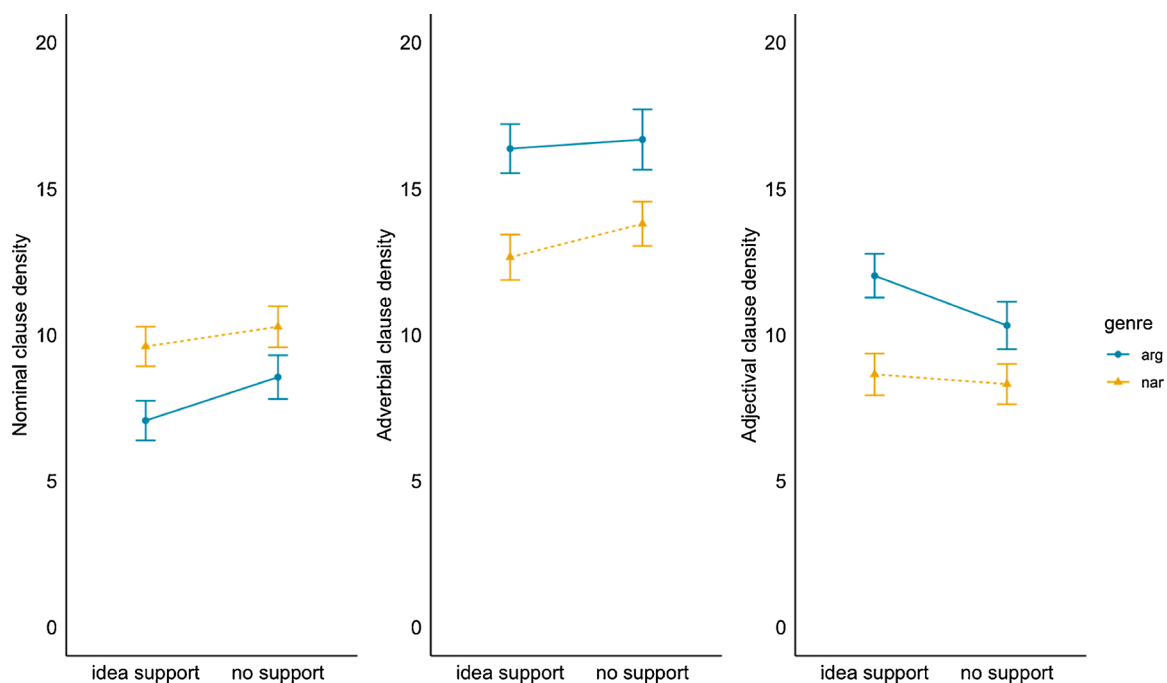 Nominal clause density
20
15
10
5
0
idea support
no support
Adverbial clause density
20
15
10
5
0
idea support
no support
Adjectival clause density
20
15
10
5
0
idea support
no support
genre
arg
nar